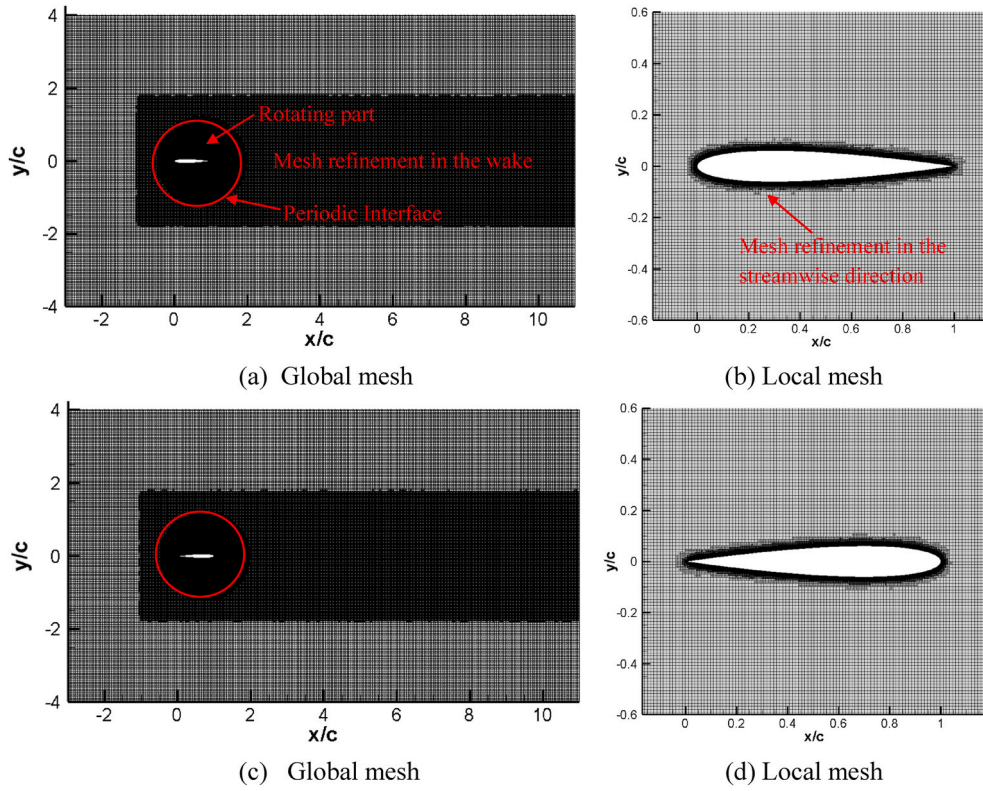 4
2
0
-2
-4
y/c
Rotating part
Mesh refinement in the wake
Periodic Interface
-2 0 2 4 6 8 10
x/c
(a) Global mesh
0.6
0.4
0.2
0
-0.2
-0.4
-0.6
y/c
Mesh refinement in the
streamwise direction
0 0.2 0.4 0.6 0.8 1
x/c
(b) Local mesh
4
2
0
-2
-4
y/c
-2 0 2 4 6 8 10
x/c
(c) Global mesh
0.6
0.4
0.2
0
-0.2
-0.4
-0.6
y/c
0 0.2 0.4 0.6 0.8 1
x/c
(d) Local mesh